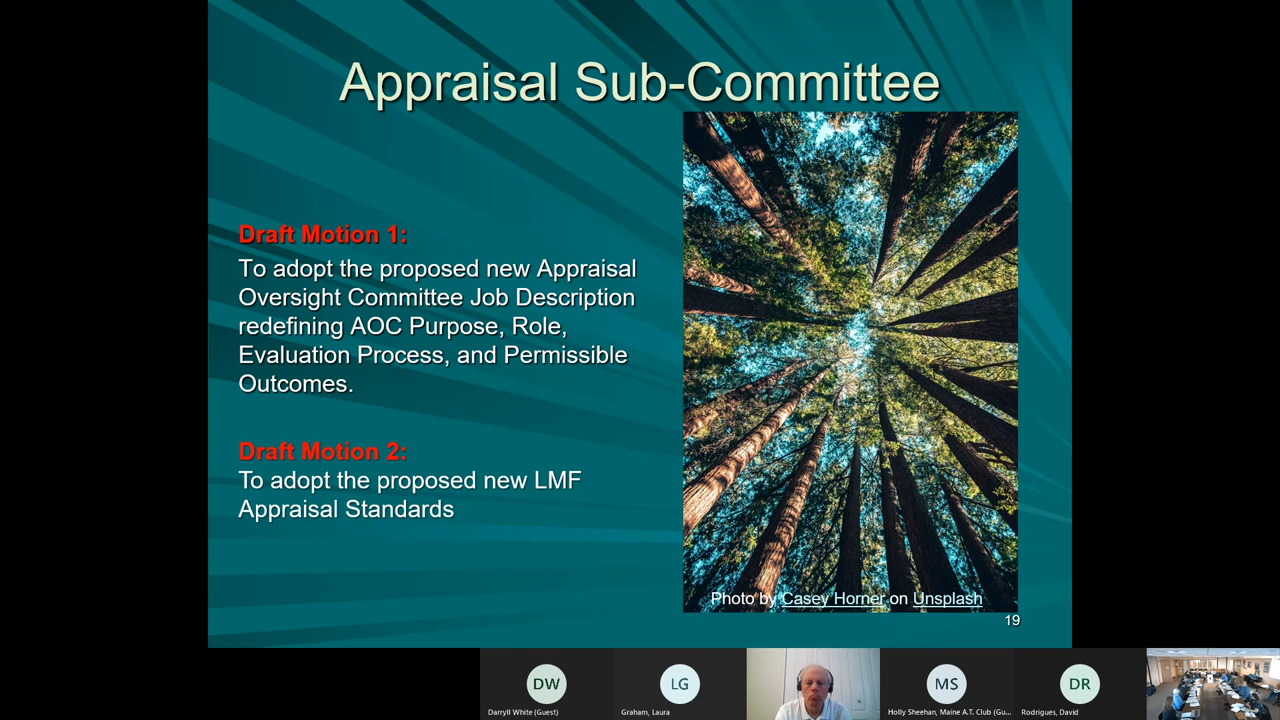 Appraisal Sub-Committee
Draft Motion 1:
To adopt the proposed new Appraisal
Oversight Committee Job Description
redefining AOC Purpose, Role,
Evaluation Process, and Permissible
Outcomes.
Draft Motion 2:
To adopt the proposed new LMF
Appraisal Standards
Photo by Casey Horner on Unsplash
19
DW
Darryll White (Guest)
LG
Graham, Laura
MS
Holly Sheehan, Maine A.T. Club (Gu...
DR
Rodrigues, David